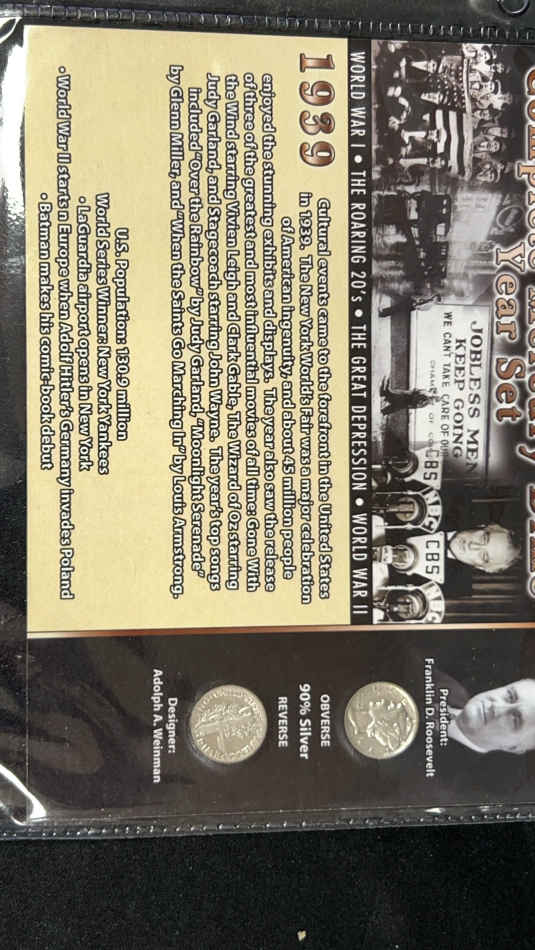 Complete Mercury Dime
Year Set
JOBLESS MEN
KEEP GOING
WE CAN'T TAKE CARE OF OUR
CHAMBER OF COM
CBS
CBS
WORLD WAR I • THE ROARING 20's • THE GREAT DEPRESSION • WORLD WAR II
1939
Cultural events came to the forefront in the United States
in 1939. The New York World's Fair was a major celebration
of American ingenuity, and about 45 million people
enjoyed the stunning exhibits and displays. The year also saw the release
of three of the greatest and most influential movies of all time: Gone With
the Wind starring Vivien Leigh and Clark Gable, The Wizard of Oz starring
Judy Garland, and Stagecoach starring John Wayne. The year's top songs
included "Over the Rainbow" by Judy Garland, "Moonlight Serenade"
by Glenn Miller, and "When the Saints Go Marching In" by Louis Armstrong.
U.S. Population: 130.9 million
World Series Winner: New York Yankees
• LaGuardia airport opens in New York
• Batman makes his comic-book debut
• World War II starts n Europe when Adolf Hitler's Germany invades Poland
President:
Franklin D. Roosevelt
OBVERSE
90% Silver
REVERSE
Designer:
Adolph A. Weinman